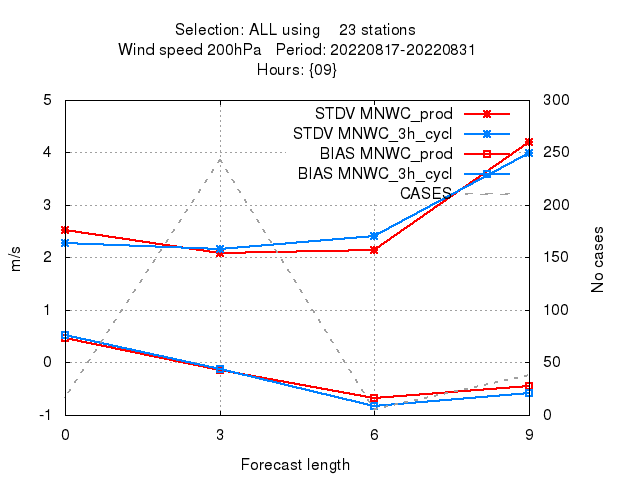 Selection: ALL using    23 stations
Wind speed 200hPa   Period: 20220817-20220831
Hours: {09}
5
4
3
2
1
0
-1
300
250
200
150
100
50
0
STDV MNWC_prod
STDV MNWC_3h_cycl
BIAS MNWC_prod
BIAS MNWC_3h_cycl
CASES
m/s
No cases
0 3 6 9
Forecast length